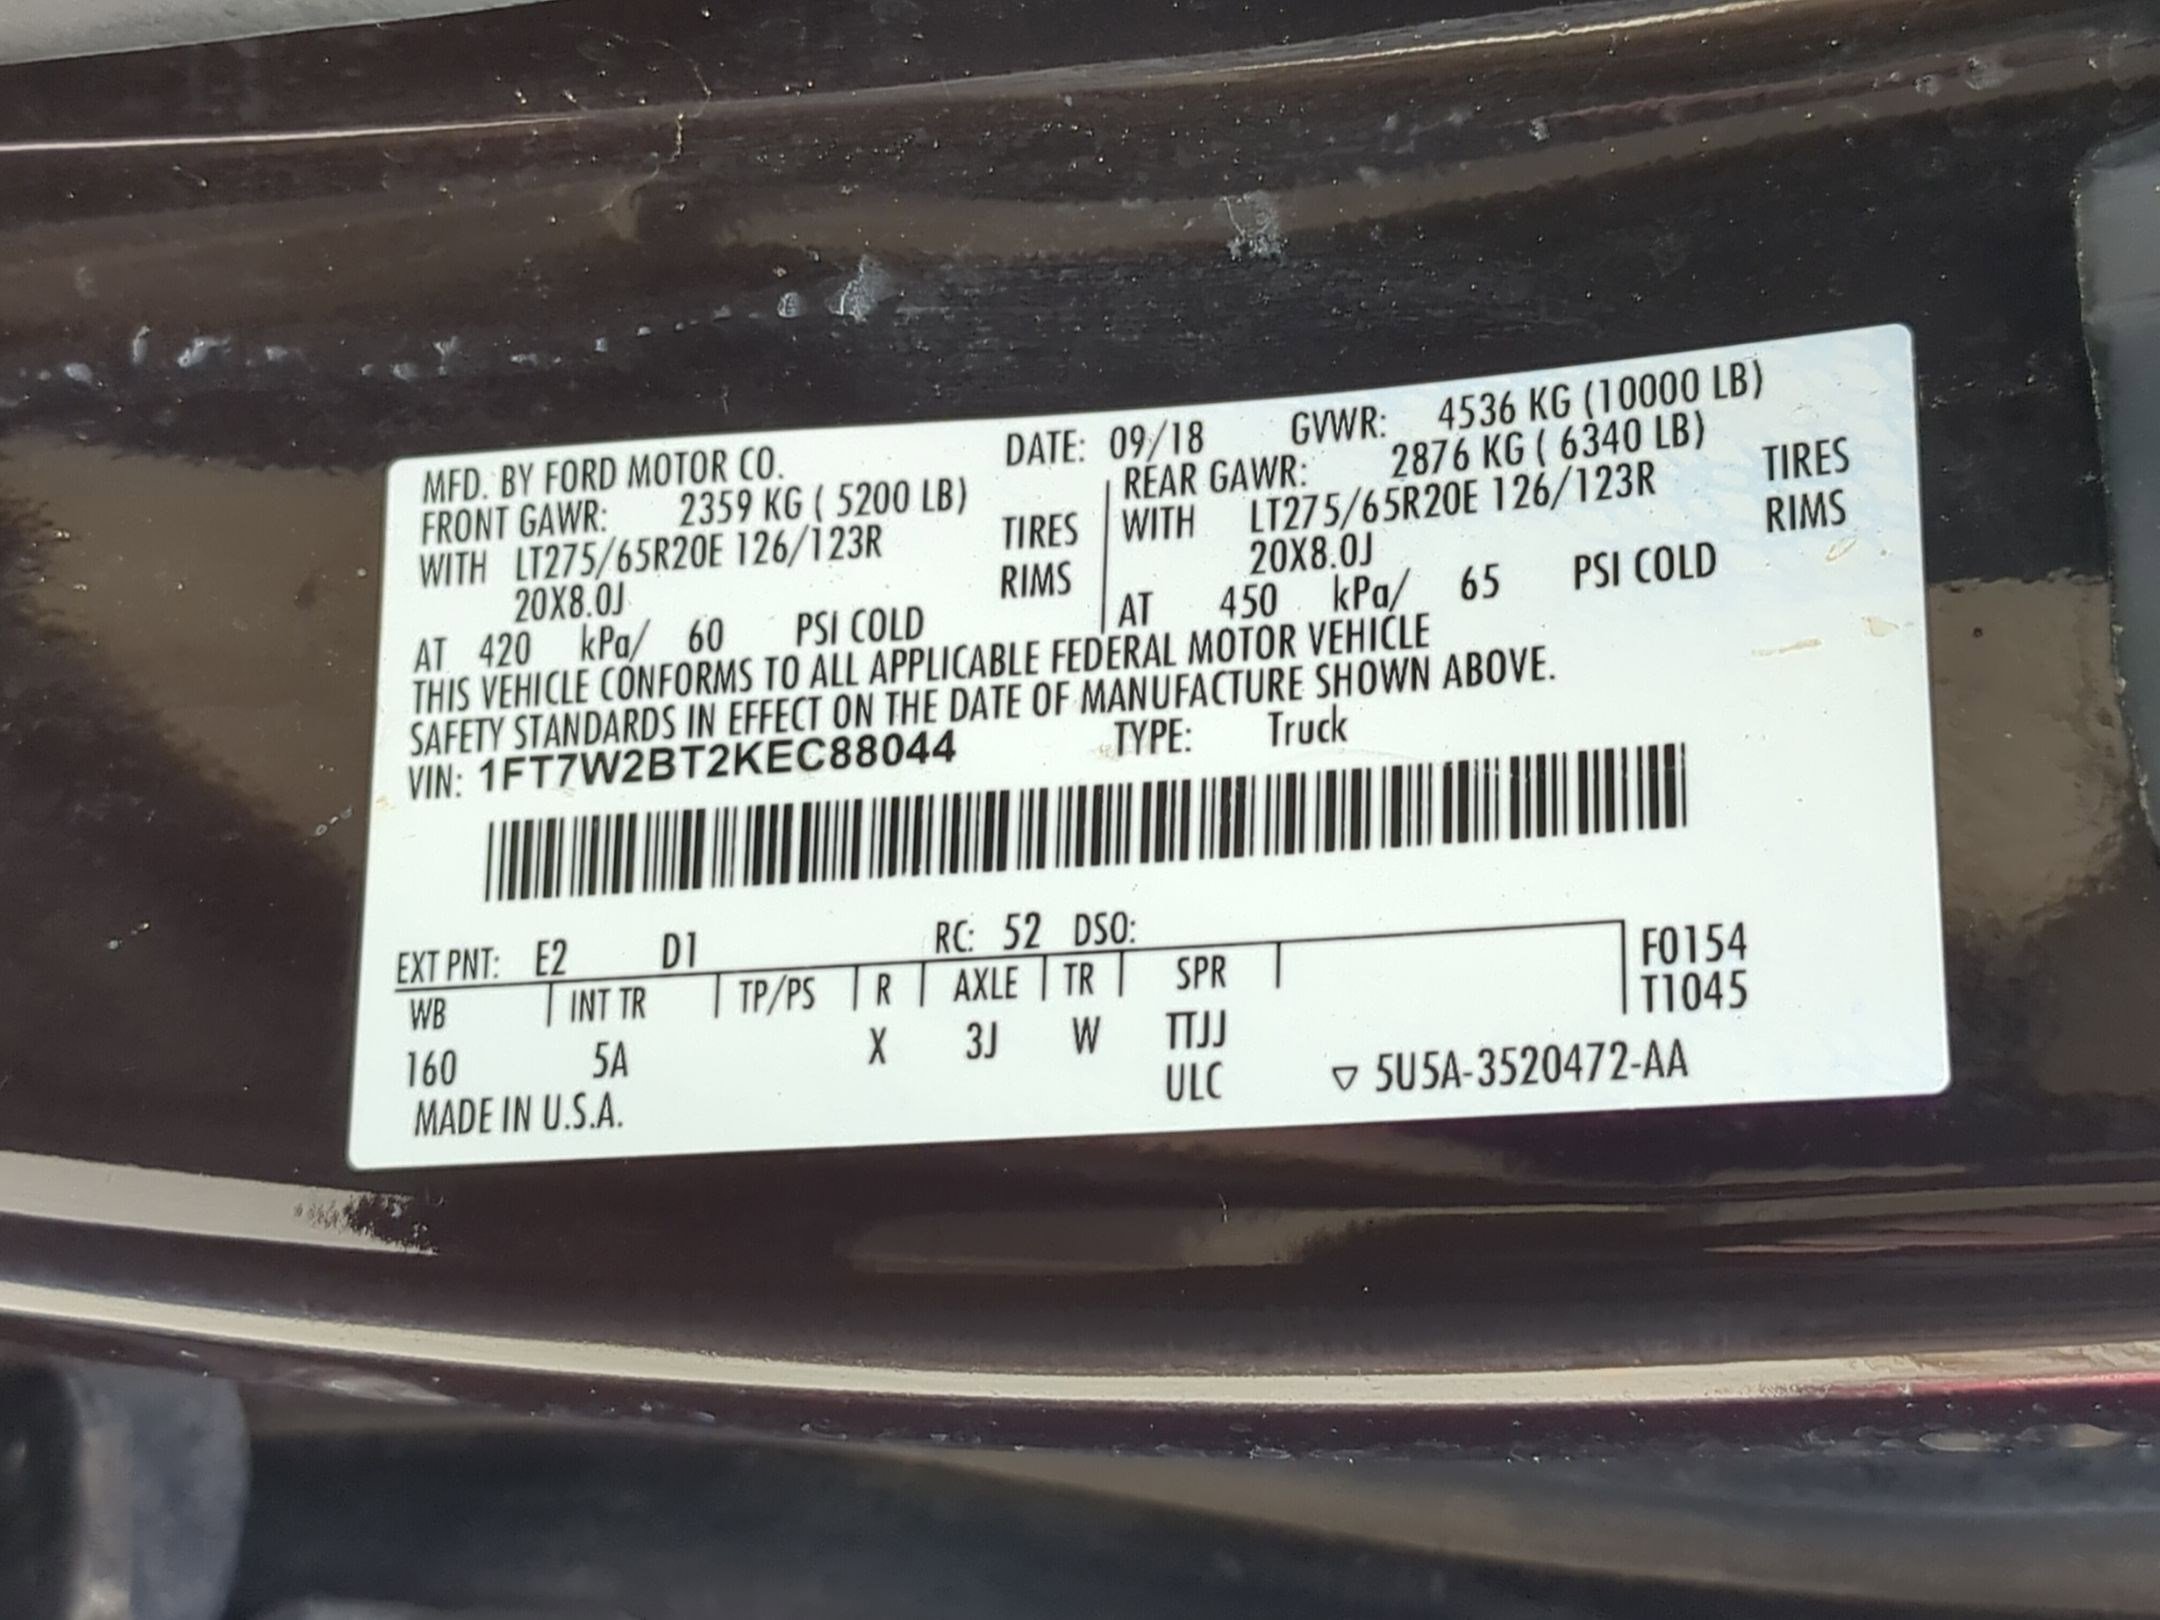 MFD. BY FORD MOTOR CO. DATE: 09/18 GVWR: 4536 KG (10000 LB)
FRONT GAWR: 2359 KG ( 5200 LB) REAR GAWR: 2876 KG ( 6340 LB)
WITH LT275/65R20E 126/123R TIRES WITH LT275/65R20E 126/123R TIRES
20X8.0J RIMS 20X8.0J RIMS
AT 420 kPa/ 60 PSI COLD AT 450 kPa/ 65 PSI COLD
THIS VEHICLE CONFORMS TO ALL APPLICABLE FEDERAL MOTOR VEHICLE
SAFETY STANDARDS IN EFFECT ON THE DATE OF MANUFACTURE SHOWN ABOVE.
VIN: 1FT7W2BT2KEC88044 TYPE: Truck
EXT PNT: E2 D1 RC: 52 DSO: F0154
WB INT TR TP/PS R AXLE TR SPR T1045
160 5A X 3J W TTJJ
ULC ▽ 5U5A-3520472-AA
MADE IN U.S.A.